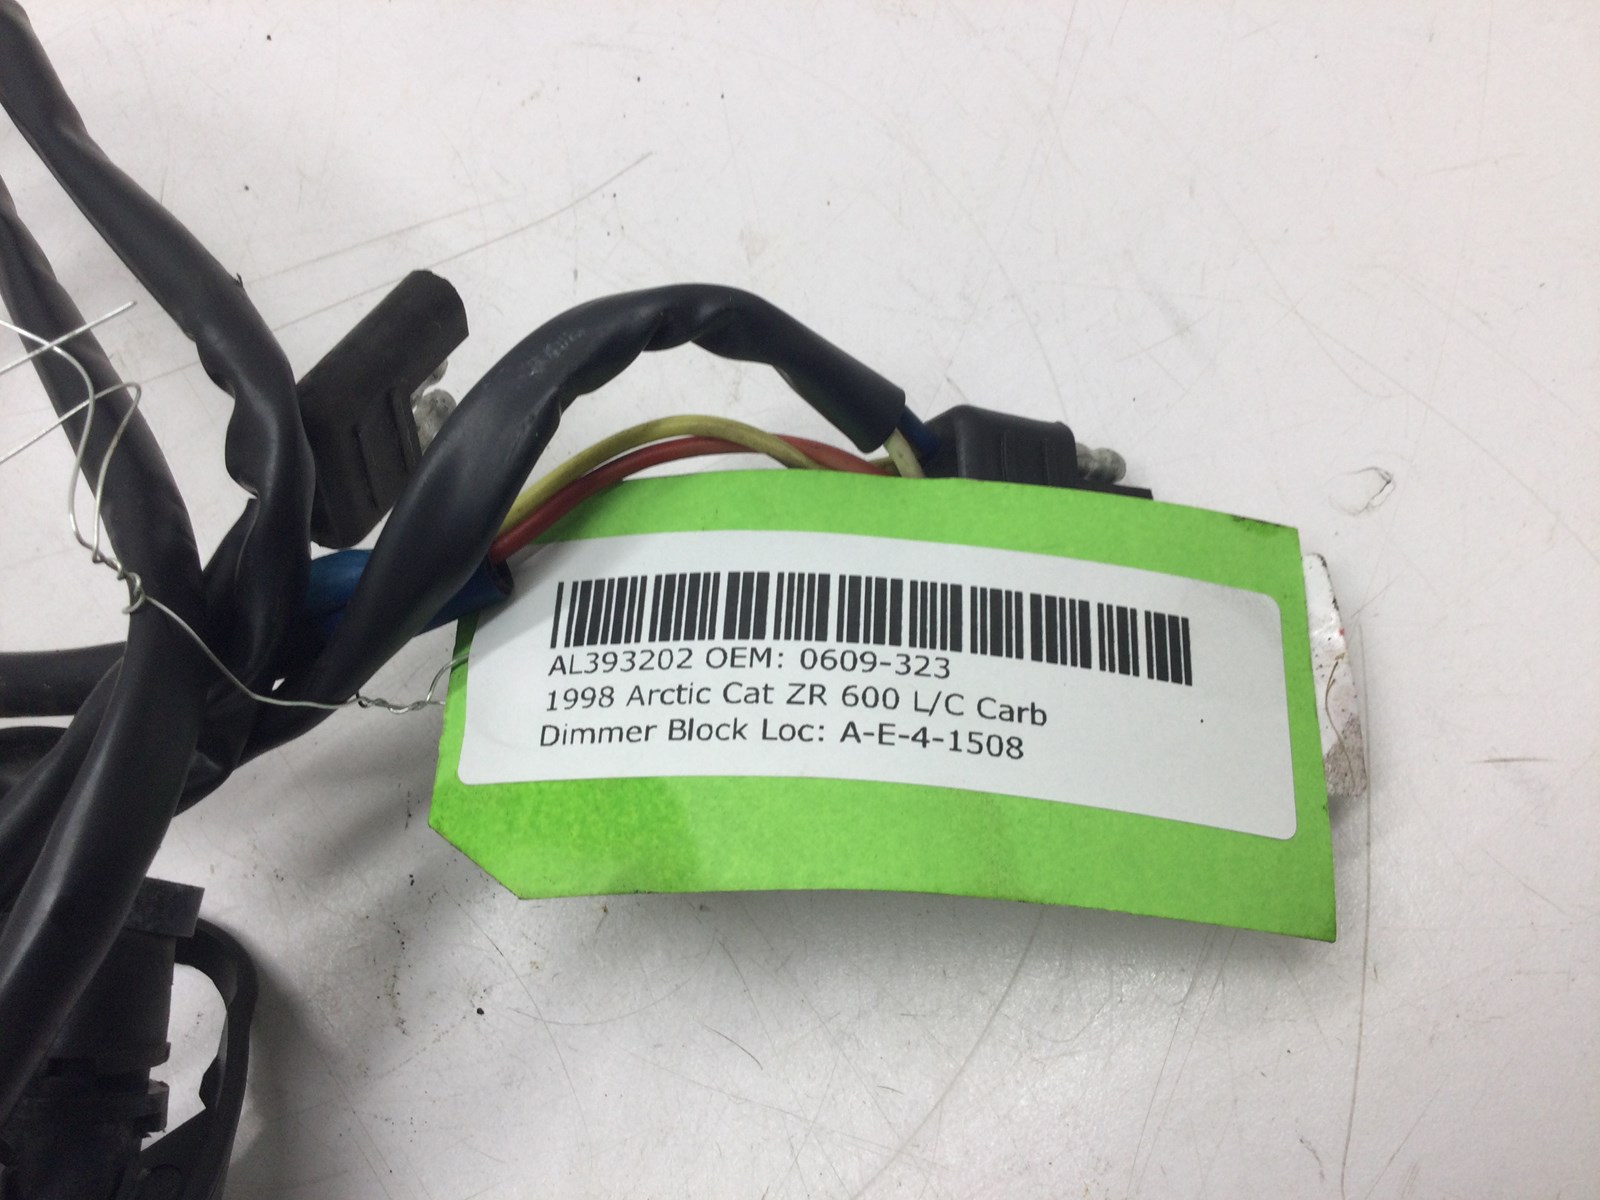 AL393202 OEM: 0609-323
1998 Arctic Cat ZR 600 L/C Carb
Dimmer Block Loc: A-E-4-1508